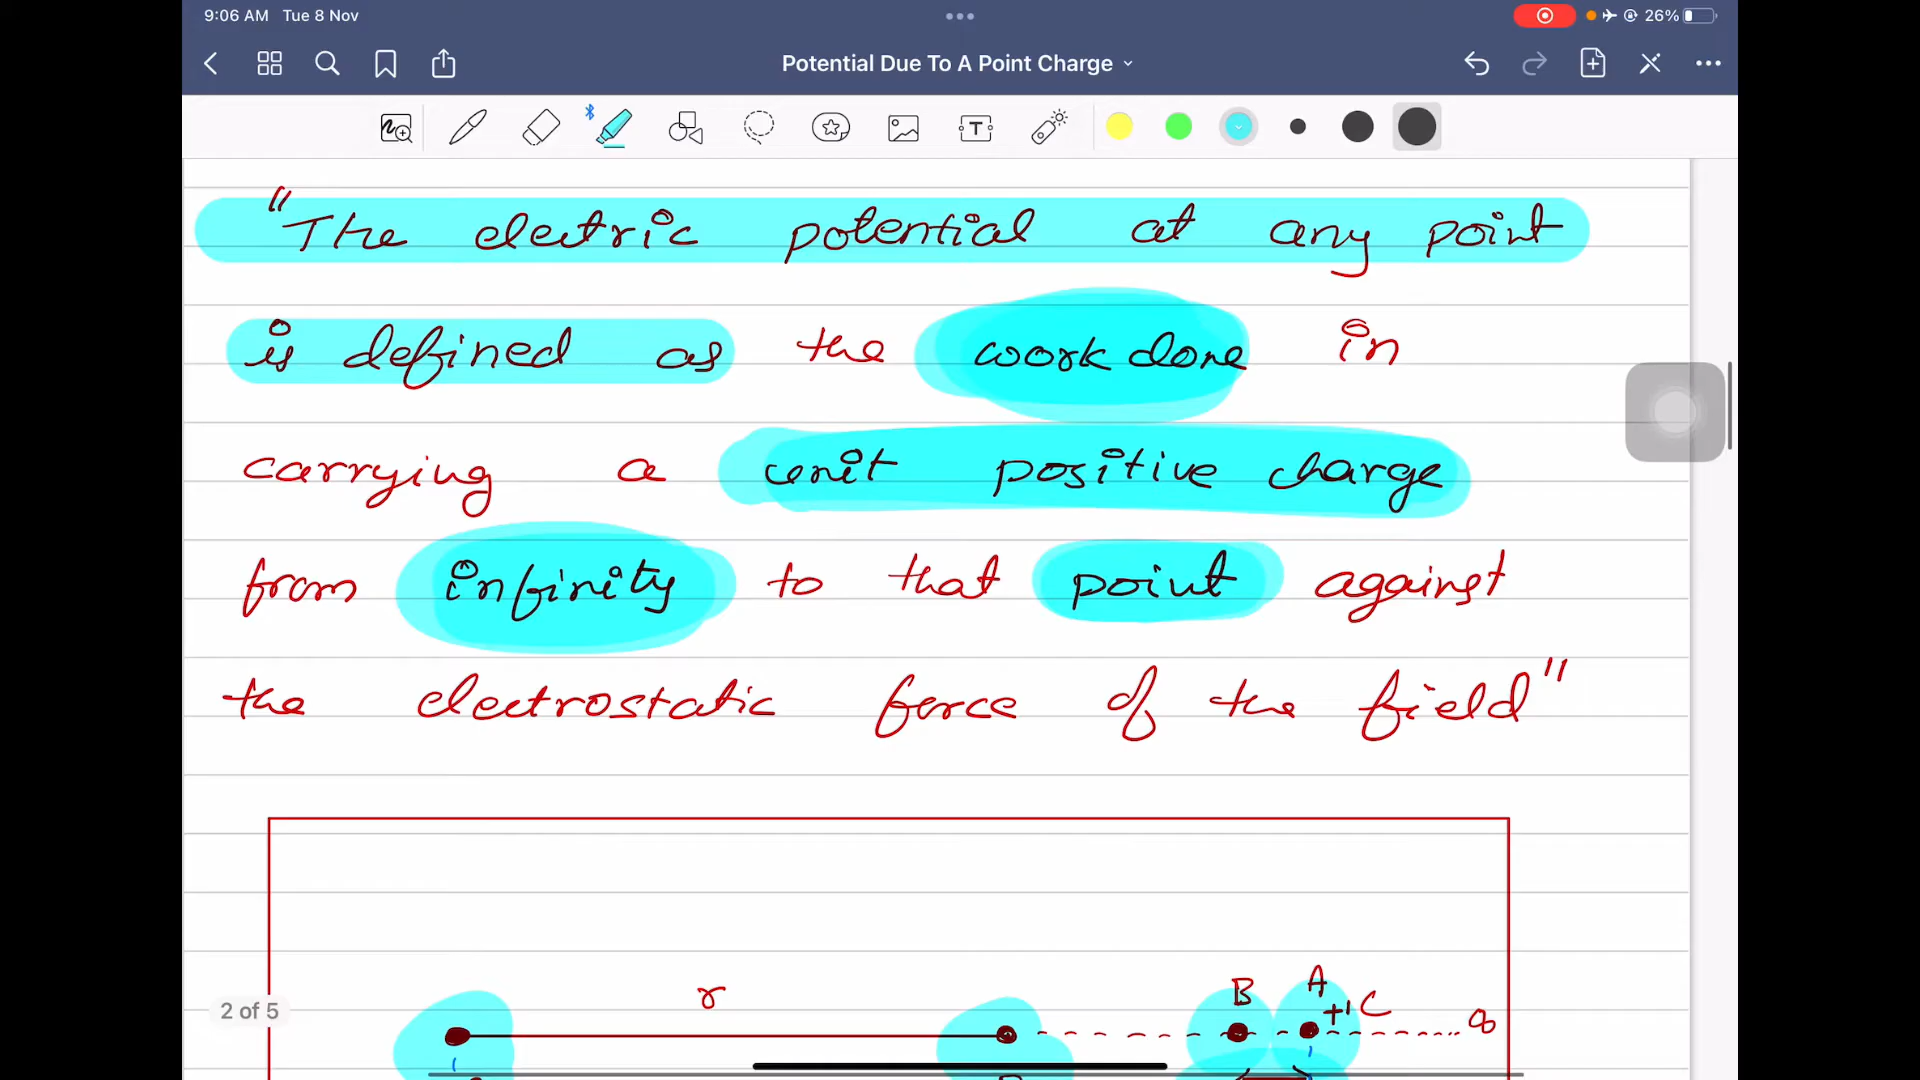 9:06 AM Tue 8 Nov
26%
Potential Due To A Point Charge
T
"The electric potential at any point
is defined as the work done in
carrying a unit positive charge
from infinity to that point against
the electrostatic force of the field"
r
B
A
+1 C
∞
2 of 5